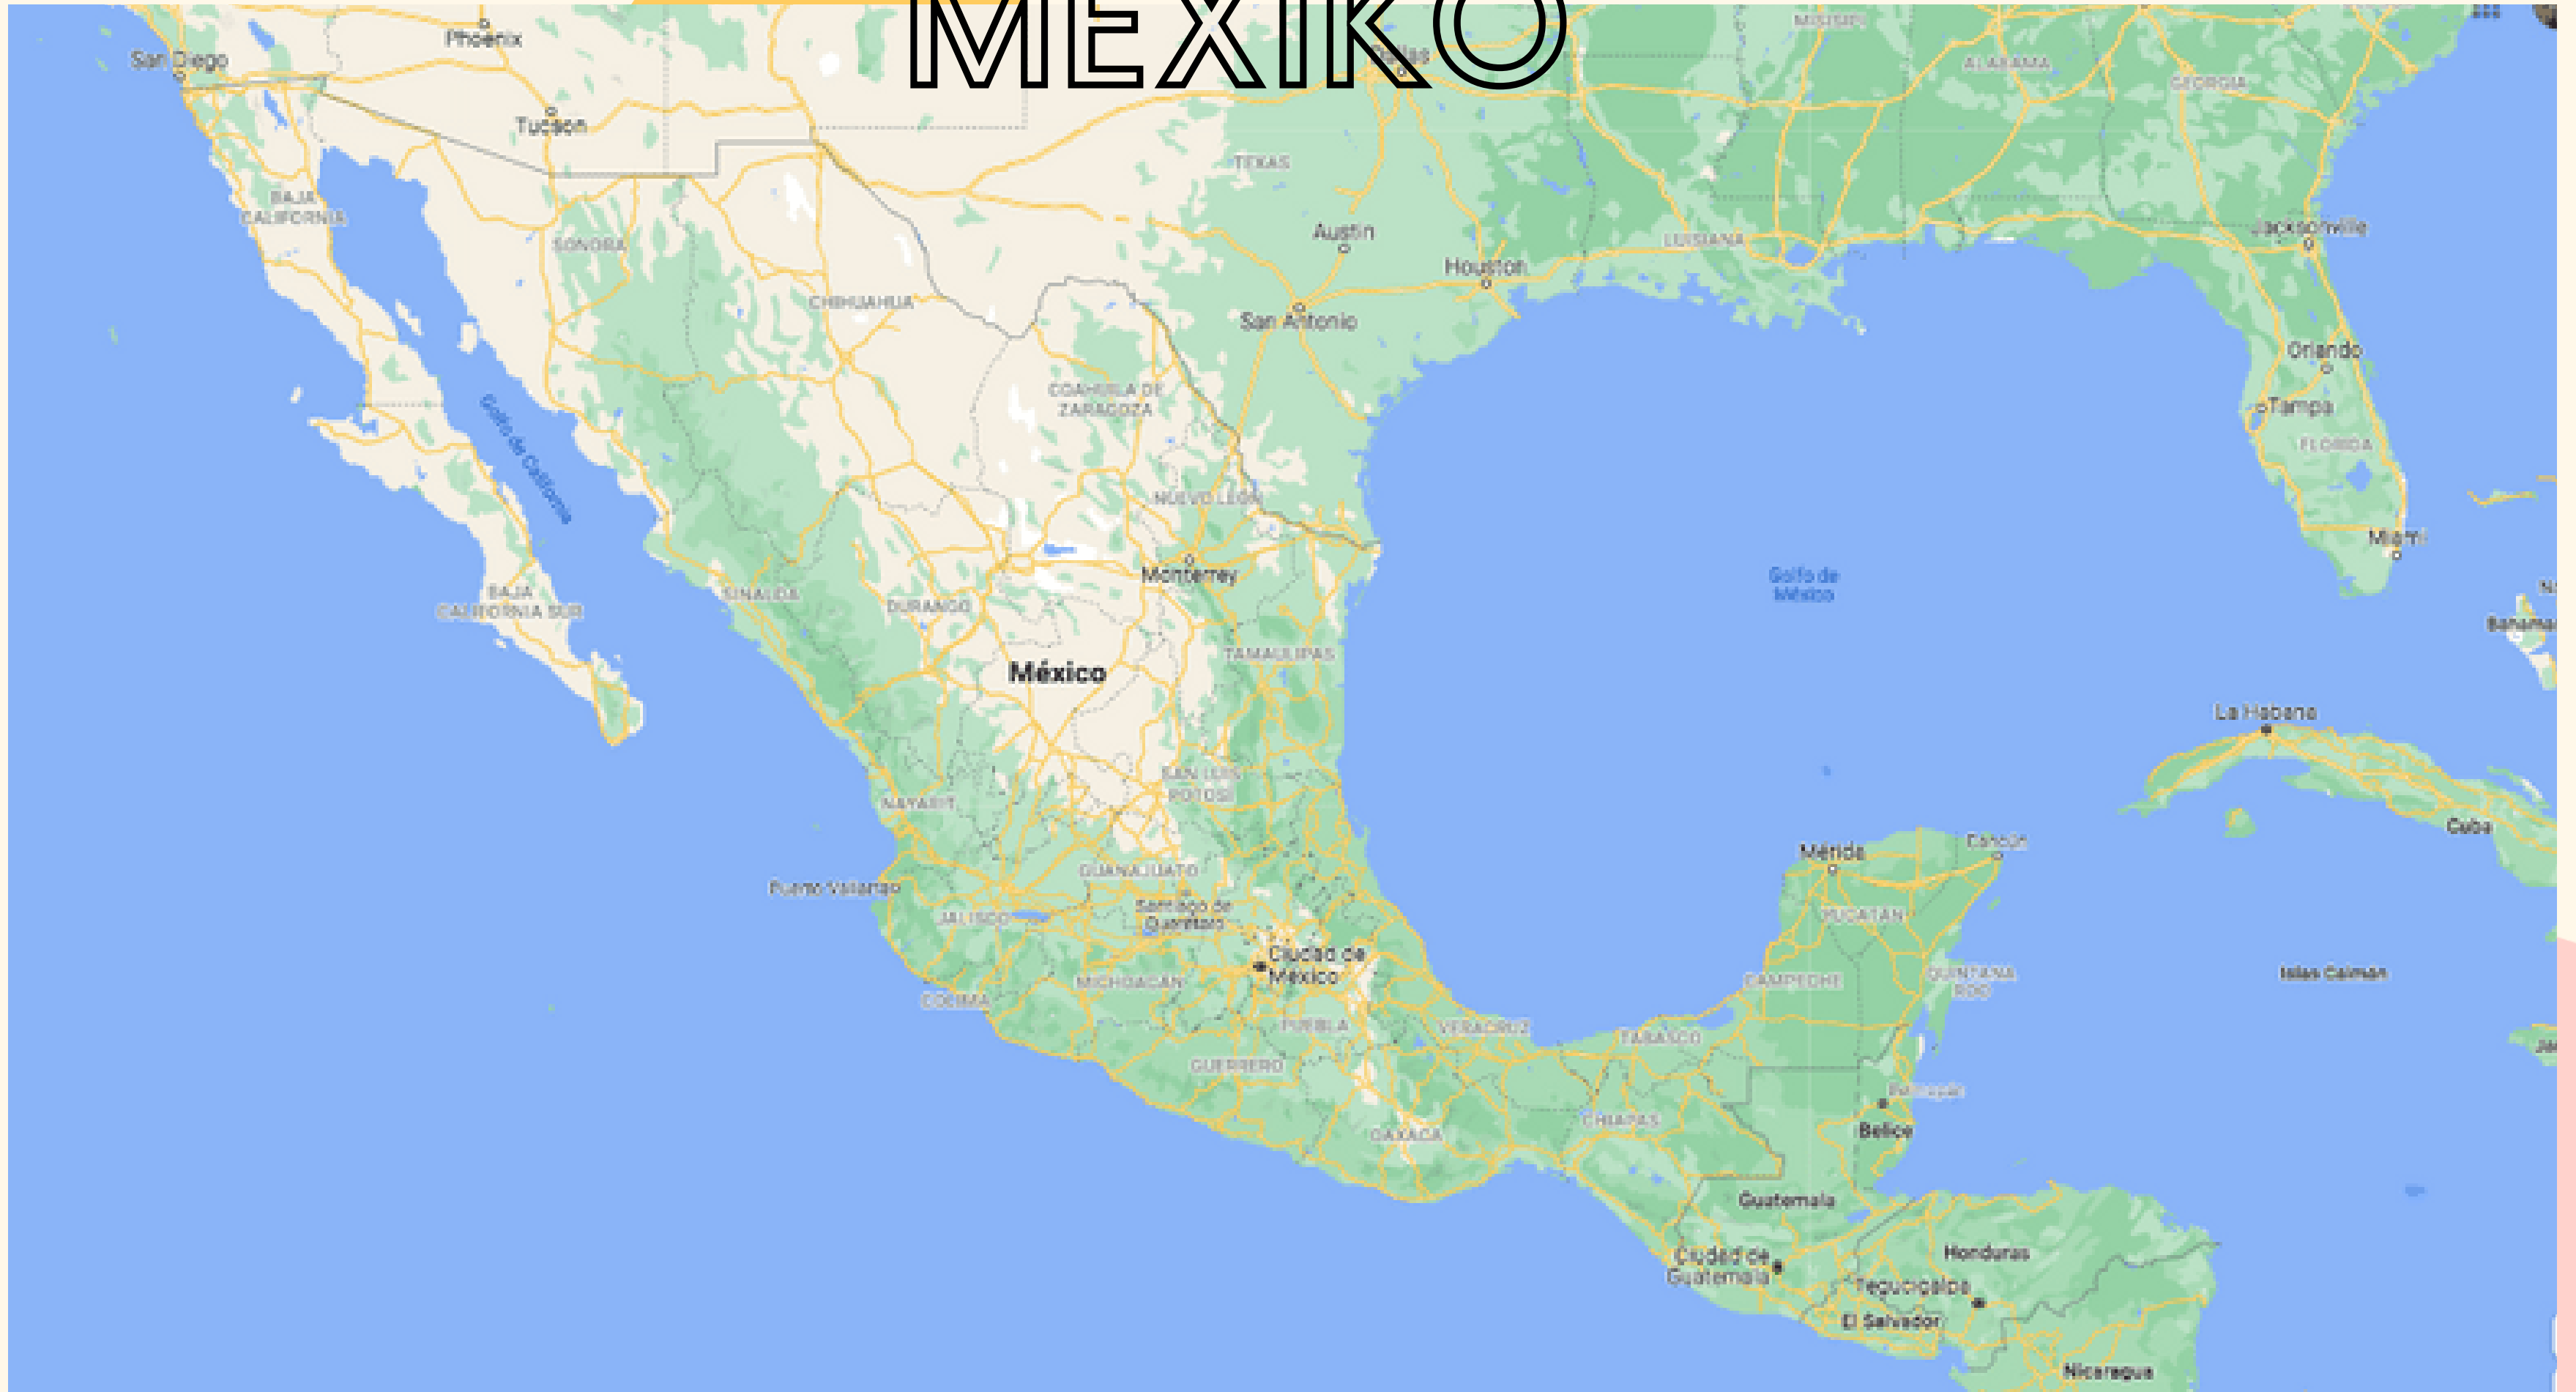 MEXIKO
MISISIPI
Phoenix
San Diego
Dallas
ALABAMA
GEORGIA
Tucson
TEXAS
BAJA
CALIFORNIA
SONORA
Austin
LUISIANA
Jacksonville
Houston
CHIHUAHUA
San Antonio
Orlando
COAHUILA DE
ZARAGOZA
Tampa
FLORIDA
Golfo de California
NUEVO LEÓN
Miami
Monterrey
Golfo de
México
BAJA
CALIFORNIA SUR
SINALOA
DURANGO
Bahamas
TAMAULIPAS
México
La Habana
SAN LUIS
POTOSÍ
NAYARIT
Cuba
Mérida
Cancún
GUANAJUATO
Puerto Vallarta
Santiago de
Querétaro
JALISCO
YUCATÁN
Ciudad de
México
MICHOACÁN
CAMPECHE
QUINTANA
ROO
Islas Caimán
COLIMA
PUEBLA
VERACRUZ
TABASCO
GUERRERO
CHIAPAS
OAXACA
Belice
Guatemala
Ciudad de
Guatemala
Honduras
Tegucigalpa
El Salvador
Nicaragua